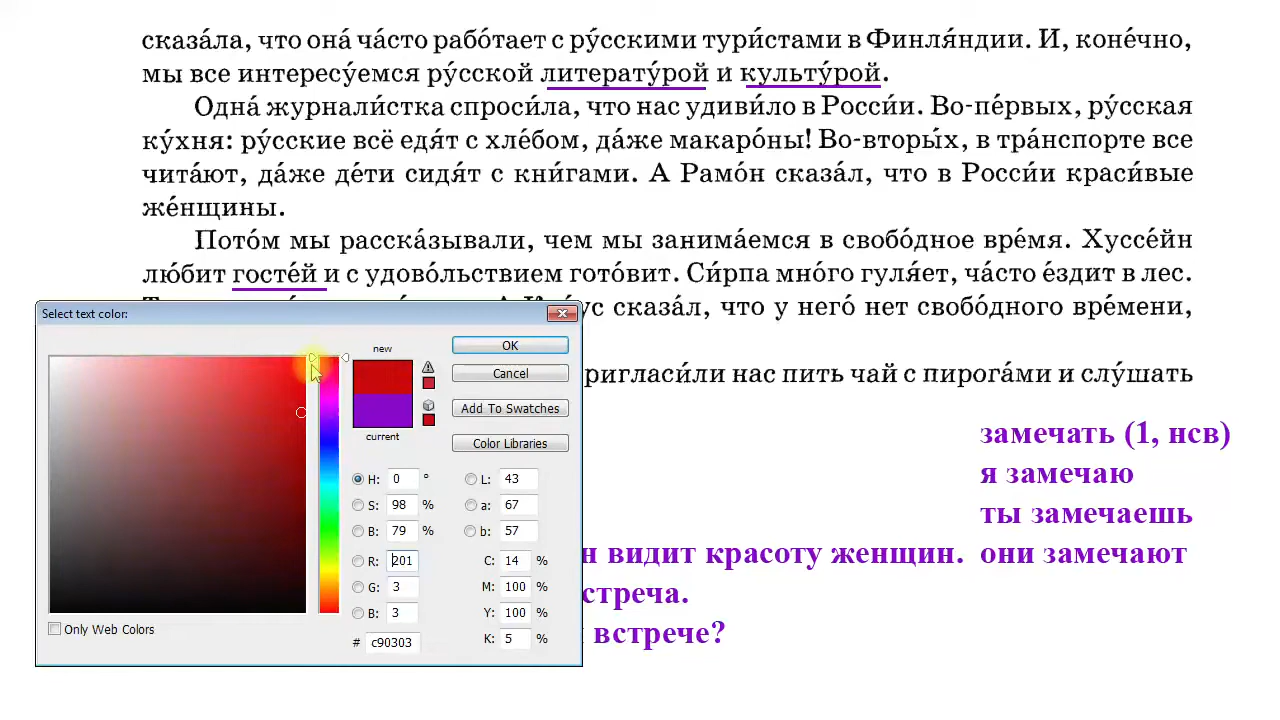 сказа́ла, что она́ ча́сто рабо́тает с ру́сскими тури́стами в Финля́ндии. И, коне́чно,
мы все интересу́емся ру́сской литерату́рой и культу́рой.
Одна́ журнали́стка спроси́ла, что нас удиви́ло в Росси́и. Во-пе́рвых, ру́сская
ку́хня: ру́сские всё едя́т с хле́бом, да́же макаро́ны! Во-вторы́х, в тра́нспорте все
чита́ют, да́же де́ти сидя́т с кни́гами. А Рамо́н сказа́л, что в Росси́и краси́вые
же́нщины.
Пото́м мы расска́зывали, чем мы занима́емся в свобо́дное вре́мя. Хуссе́йн
лю́бит госте́й и с удово́льствием гото́вит. Си́рпа мно́го гуля́ет, ча́сто е́здит в лес.
сказа́л, что у него́ нет свобо́дного вре́мени,
ригласи́ли нас пить чай с пирога́ми и слу́шать
Select text color:
new
current
OK
Cancel
Add To Swatches
Color Libraries
H: 0 °
S: 98 %
B: 79 %
R: 201
G: 3
B: 3
# c90303
L: 43
a: 67
b: 57
C: 14 %
M: 100 %
Y: 100 %
K: 5 %
Only Web Colors
замечать (1, нсв)
я замечаю
ты замечаешь
н видит красоту женщин. они замечают
стреча.
встрече?